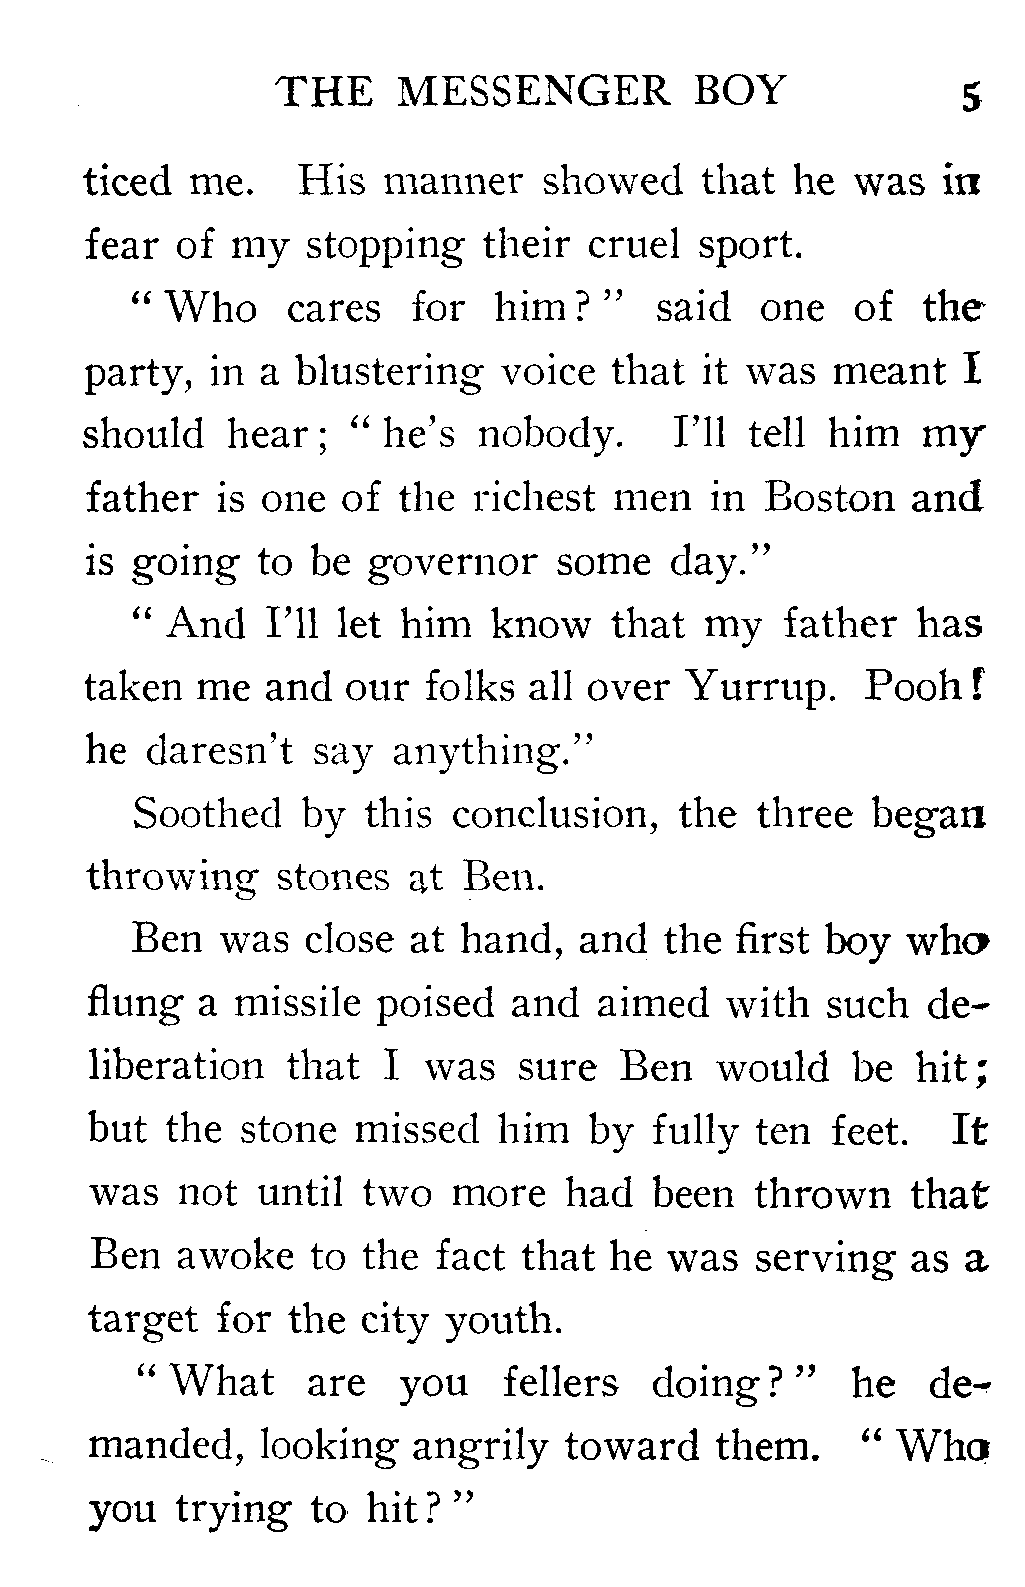 THE MESSENGER BOY 5
ticed me. His manner showed that he was in
fear of my stopping their cruel sport.
“ Who cares for him? ” said one of the
party, in a blustering voice that it was meant I
should hear; “ he’s nobody. I’ll tell him my
father is one of the richest men in Boston and
is going to be governor some day.”
“ And I’ll let him know that my father has
taken me and our folks all over Yurrup. Pooh!
he daresn’t say anything.”
Soothed by this conclusion, the three began
throwing stones at Ben.
Ben was close at hand, and the first boy who
flung a missile poised and aimed with such de-
liberation that I was sure Ben would be hit;
but the stone missed him by fully ten feet. It
was not until two more had been thrown that
Ben awoke to the fact that he was serving as a
target for the city youth.
“ What are you fellers doing? ” he de-
manded, looking angrily toward them. “ Who
you trying to hit? ”